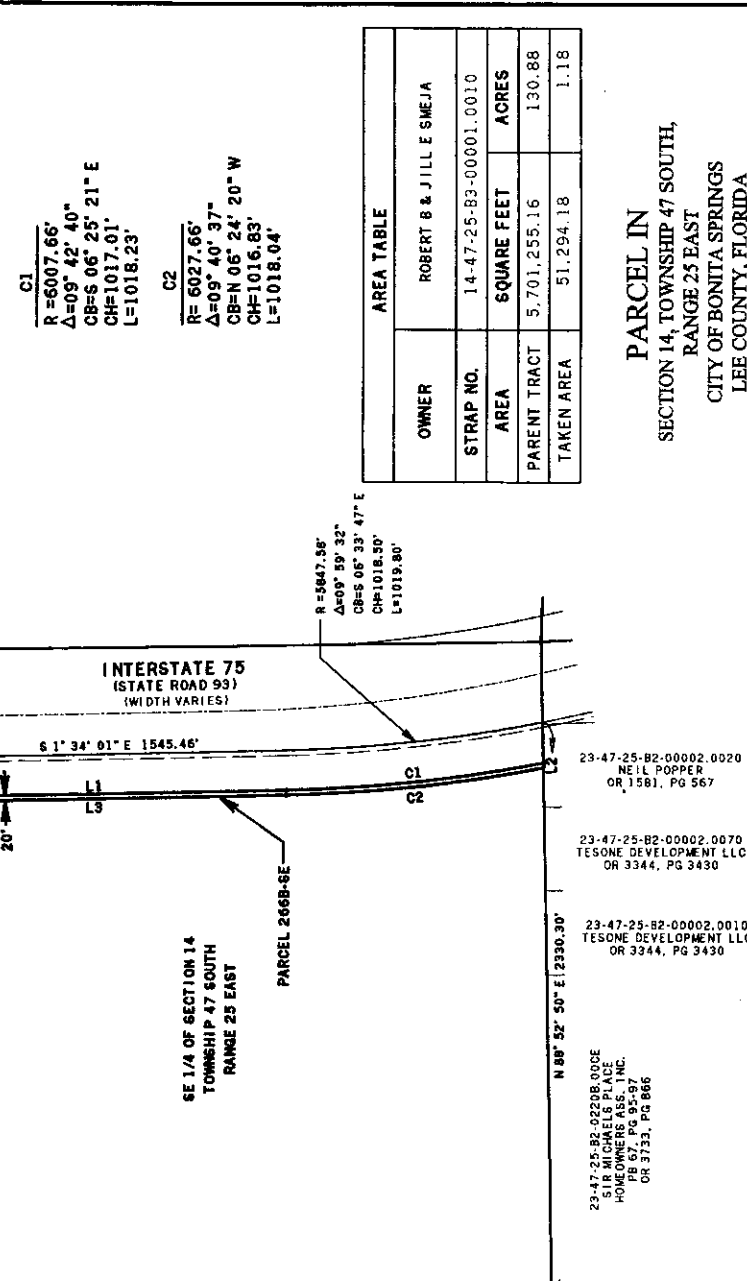 C1
R =6007.66'
Δ=09° 42' 40"
CB=S 06° 25' 21" E
CH=1017.01'
L=1018.23'
C2
R= 6027.66'
Δ=09° 40' 37"
CB=N 06° 24' 20" W
CH=1016.83'
L=1018.04'
AREA TABLE
OWNER ROBERT B & JILL E SMEJA
STRAP NO. 14-47-25-B3-00001.0010
AREA SQUARE FEET ACRES
PARENT TRACT 5,701,255.16 130.88
TAKEN AREA 51,294.18 1.18
PARCEL IN
SECTION 14, TOWNSHIP 47 SOUTH,
RANGE 25 EAST
CITY OF BONITA SPRINGS
LEE COUNTY, FLORIDA
R =5847.56'
Δ=09° 59' 32"
CB=S 06° 33' 47" E
CH=1018.50'
L=1019.80'
INTERSTATE 75
(STATE ROAD 93)
(WIDTH VARIES)
S 1° 34' 01" E 1545.46'
20'
L1
L3
C1
C2
L2
PARCEL 266B-SE
SE 1/4 OF SECTION 14
TOWNSHIP 47 SOUTH
RANGE 25 EAST
N 88° 52' 50" E 2330.30'
23-47-25-B2-00002.0020
NEIL POPPER
OR 1581, PG 567
23-47-25-B2-00002.0070
TESONE DEVELOPMENT LLC
OR 3344, PG 3430
23-47-25-B2-00002.0010
TESONE DEVELOPMENT LLC
OR 3344, PG 3430
23-47-25-B2-0220B.00CE
SIR MICHAELS PLACE
HOMEOWNERS ASS. INC.
PB 67, PG 95-97
OR 3733, PG 866